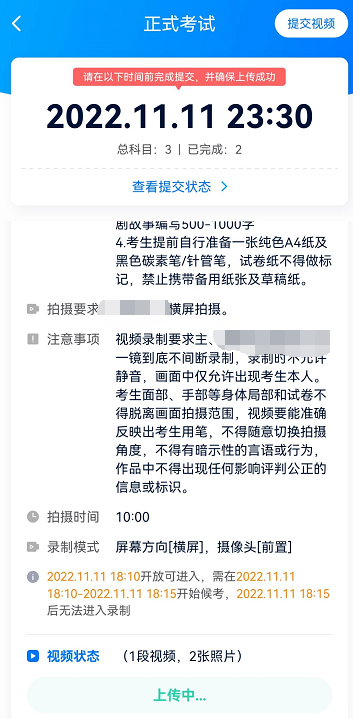 正式考试
提交视频
请在以下时间前完成提交，并确保上传成功
2022.11.11 23:30
总科目：3 | 已完成：2
查看提交状态
剧故事编写500-1000字
4.考生提前自行准备一张纯色A4纸及
黑色碳素笔/针管笔，试卷纸不得做标
记，禁止携带备用纸张及草稿纸。
拍摄要求 横屏拍摄。
注意事项 视频录制要求主、
一镜到底不间断录制，录制时不允许
静音，画面中仅允许出现考生本人。
考生面部、手部等身体局部和试卷不
得脱离画面拍摄范围，视频要能准确
反映出考生用笔，不得随意切换拍摄
角度，不得有暗示性的言语或行为，
作品中不得出现任何影响评判公正的
信息或标识。
拍摄时间 10:00
录制模式 屏幕方向[横屏]，摄像头[前置]
2022.11.11 18:10开放可进入，需在2022.11.11
18:10-2022.11.11 18:15开始候考，2022.11.11 18:15
后无法进入录制
视频状态 （1段视频，2张照片）
上传中...